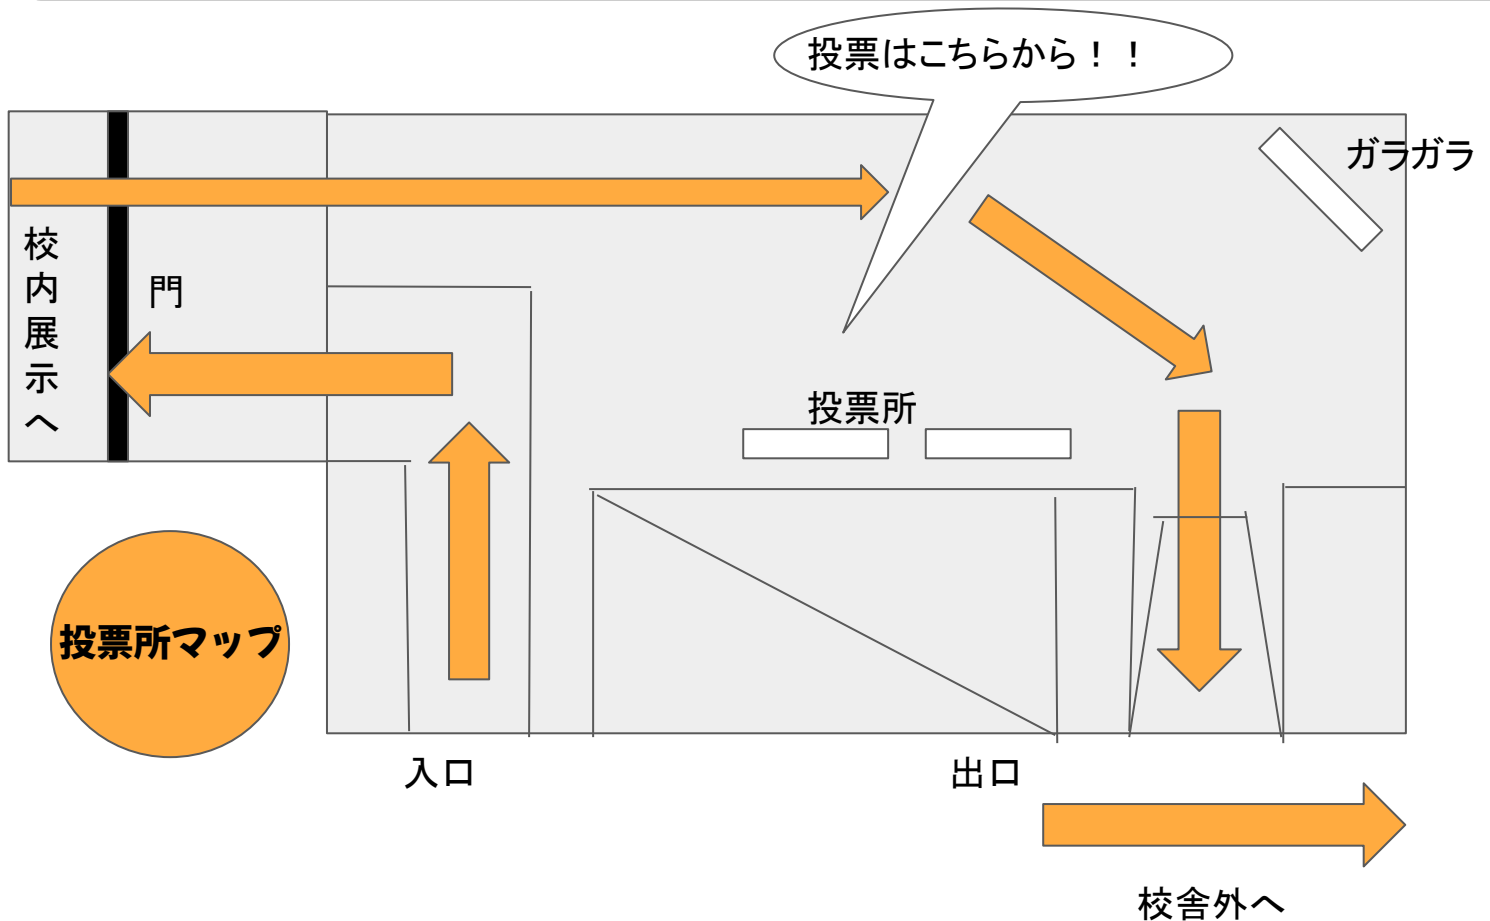 投票はこちらから！！
ガラガラ
校内展示へ
門
投票所
投票所マップ
入口
出口
校舎外へ